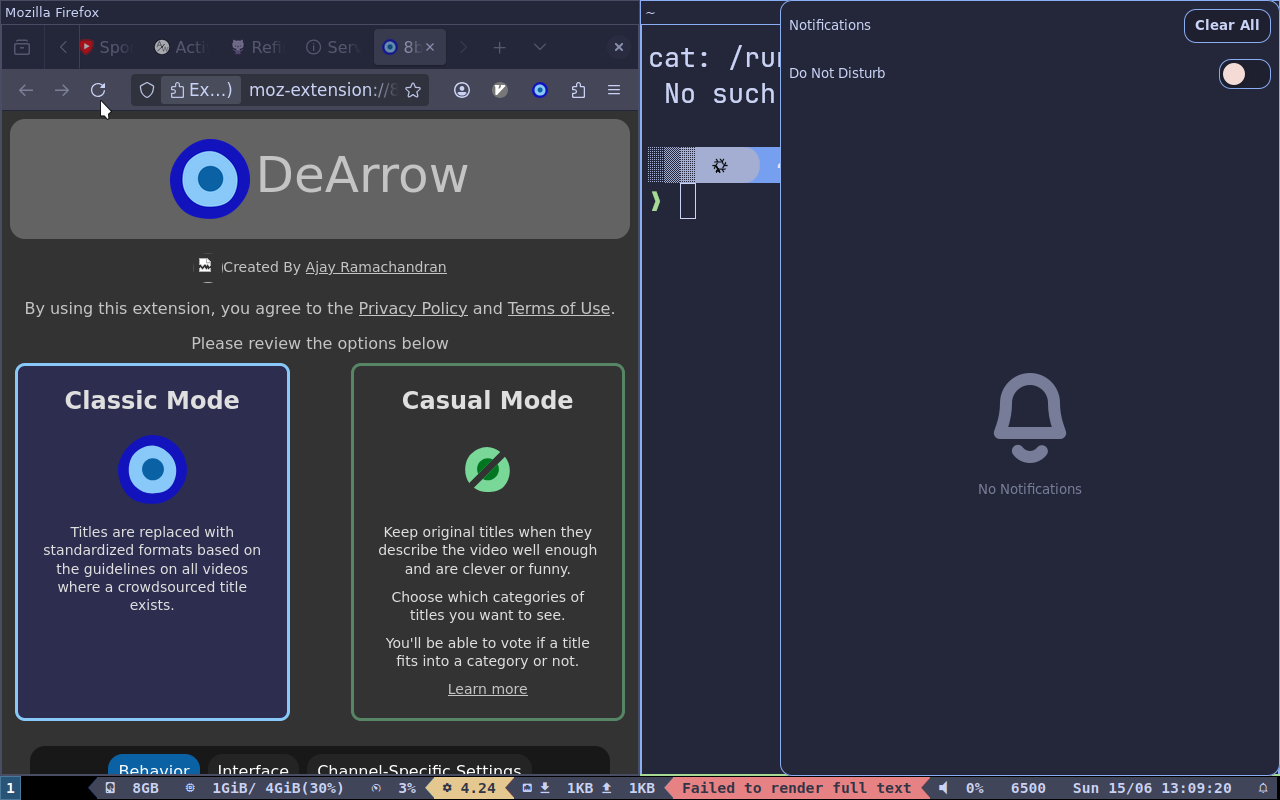 Mozilla Firefox
Spo
Acti
Refi
Serv
8b
Ex...)
moz-extension://8
DeArrow
Created By Ajay Ramachandran
By using this extension, you agree to the Privacy Policy and Terms of Use.
Please review the options below
Classic Mode
Titles are replaced with
standardized formats based on
the guidelines on all videos
where a crowdsourced title
exists.
Casual Mode
Keep original titles when they
describe the video well enough
and are clever or funny.
Choose which categories of
titles you want to see.
You'll be able to vote if a title
fits into a category or not.
Learn more
Behavior Interface Channel-Specific Settings
~
cat: /run
No such
Notifications
Clear All
Do Not Disturb
No Notifications
1 8GB 1GiB/ 4GiB(30%) 3% 4.24 1KB 1KB Failed to render full text 0% 6500 Sun 15/06 13:09:20